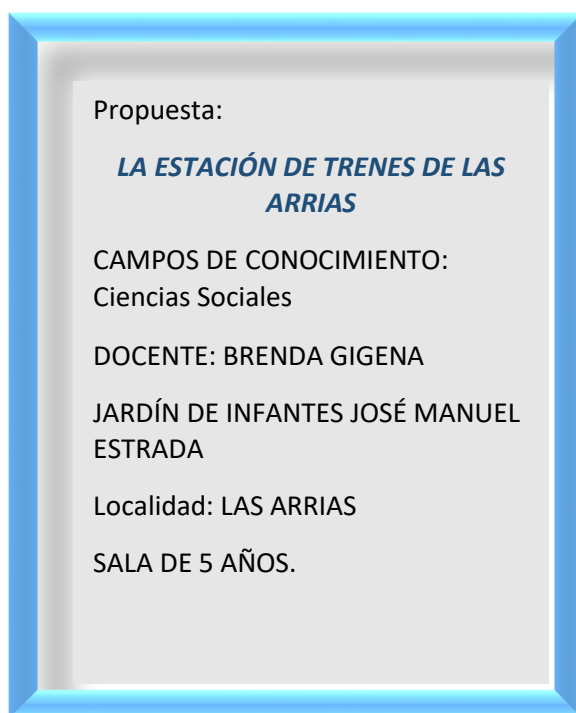 Propuesta:
LA ESTACIÓN DE TRENES DE LAS
ARRIAS
CAMPOS DE CONOCIMIENTO:
Ciencias Sociales
DOCENTE: BRENDA GIGENA
JARDÍN DE INFANTES JOSÉ MANUEL
ESTRADA
Localidad: LAS ARRIAS
SALA DE 5 AÑOS.